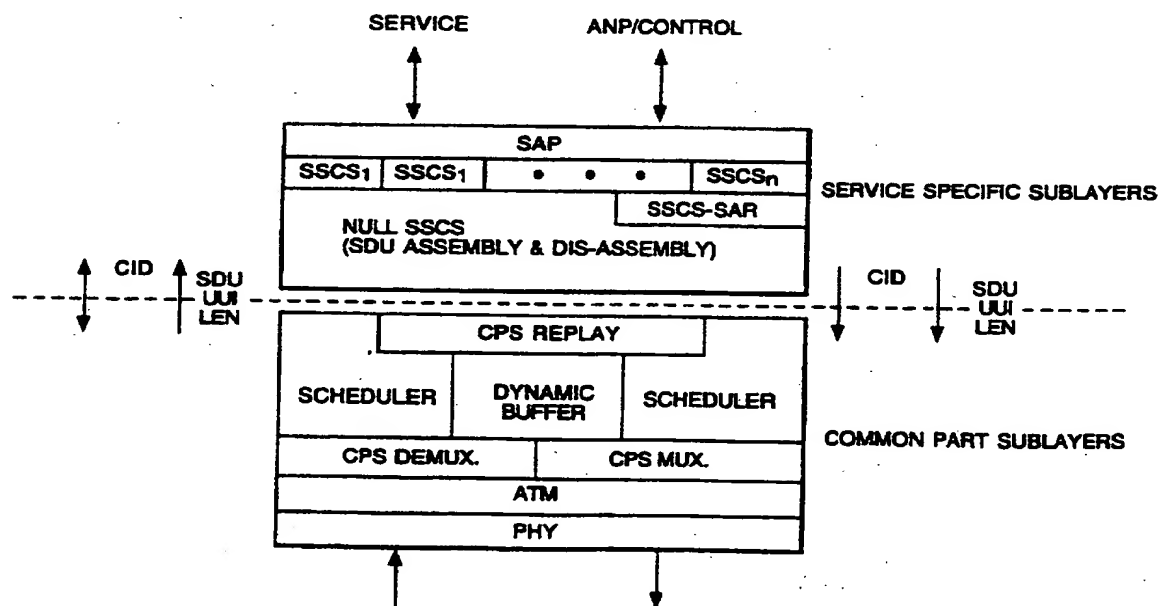 SERVICE
ANP/CONTROL
SAP
SSCS1 SSCS1 • • • SSCSn
SERVICE SPECIFIC SUBLAYERS
SSCS-SAR
NULL SSCS
(SDU ASSEMBLY & DIS-ASSEMBLY)
CID
SDU
UUI
LEN
CID
SDU
UUI
LEN
CPS REPLAY
SCHEDULER
DYNAMIC
BUFFER
SCHEDULER
COMMON PART SUBLAYERS
CPS DEMUX.
CPS MUX.
ATM
PHY